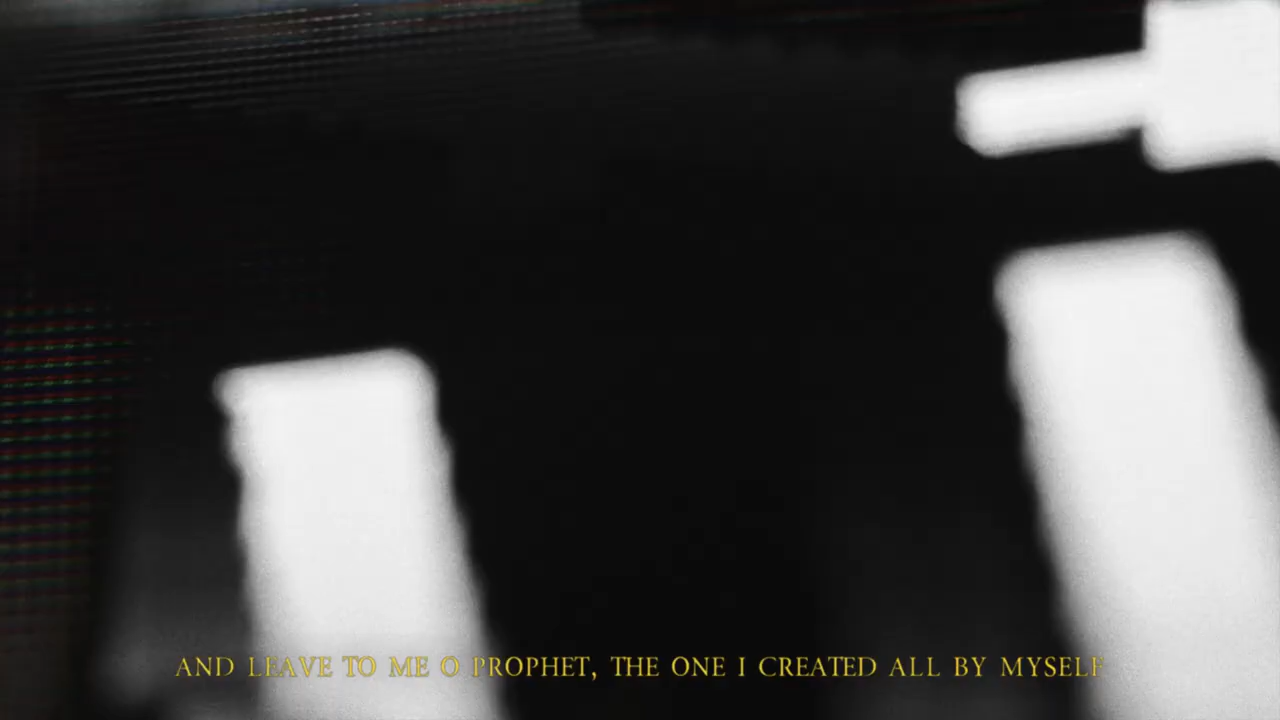 AND LEAVE TO ME O PROPHET, THE ONE I CREATED ALL BY MYSELF